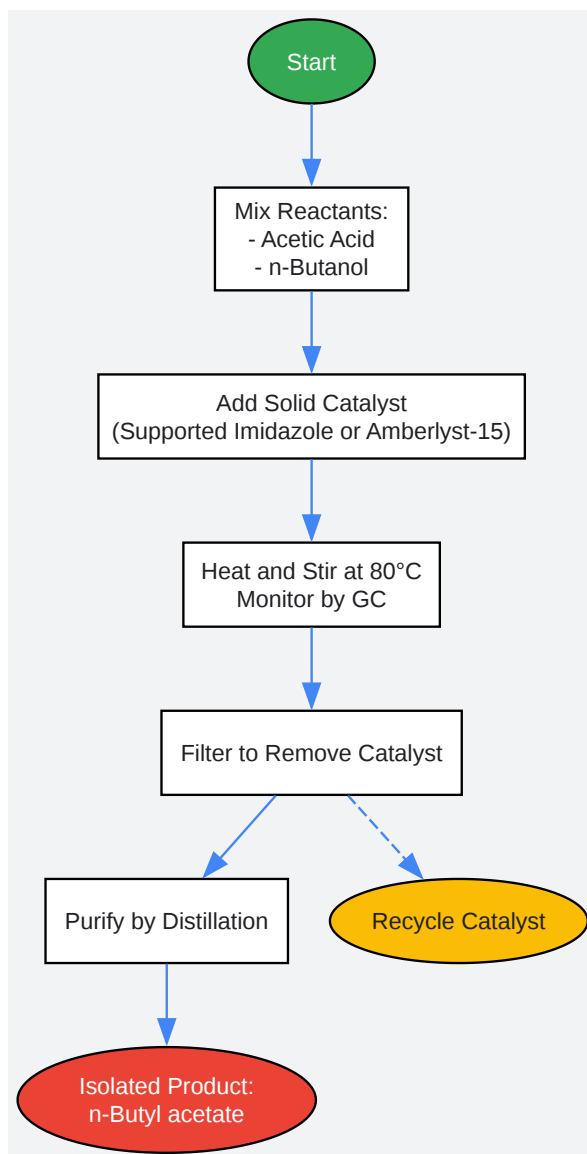 Start
Mix Reactants:
- Acetic Acid
- n-Butanol
Add Solid Catalyst
(Supported Imidazole or Amberlyst-15)
Heat and Stir at 80°C
Monitor by GC
Filter to Remove Catalyst
Purify by Distillation
Recycle Catalyst
Isolated Product:
n-Butyl acetate